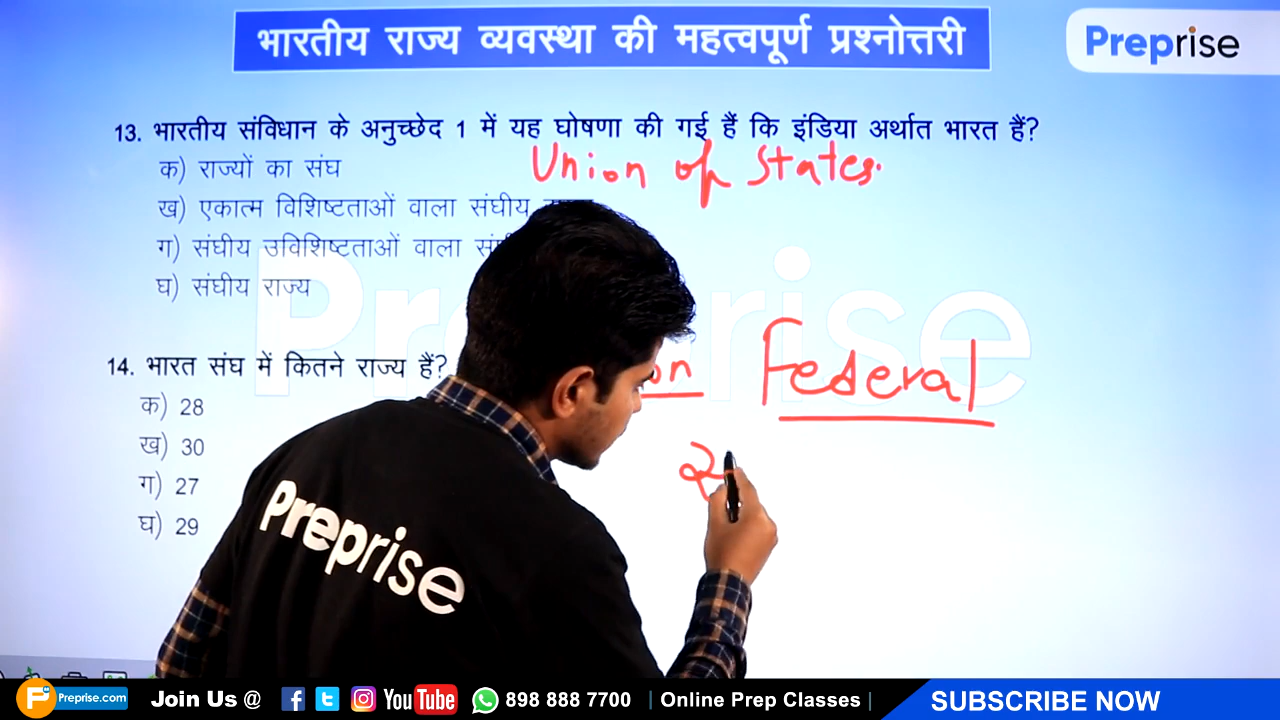 भारतीय राज्य व्यवस्था की महत्वपूर्ण प्रश्नोत्तरी
Preprise
13. भारतीय संविधान के अनुच्छेद 1 में यह घोषणा की गई हैं कि इंडिया अर्थात भारत हैं?
क) राज्यों का संघ
Union of States.
ख) एकात्म विशिष्टताओं वाला संघीय
ग) संघीय उविशिष्टताओं वाला
घ) संघीय राज्य
Preprise
14. भारत संघ में कितने राज्य हैं?
Federal
क) 28
ख) 30
ग) 27
घ) 29
Preprise
Preprise.com Join Us @ YouTube 898 888 7700 | Online Prep Classes | SUBSCRIBE NOW